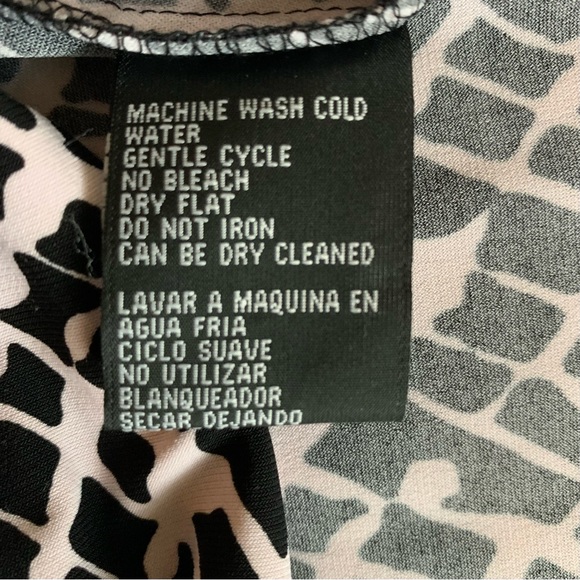 MACHINE WASH COLD
WATER
GENTLE CYCLE
NO BLEACH
DRY FLAT
DO NOT IRON
CAN BE DRY CLEANED
LAVAR A MAQUINA EN
AGUA FRIA
CICLO SUAVE
NO UTILIZAR
BLANQUEADOR
SECAR DEJANDO